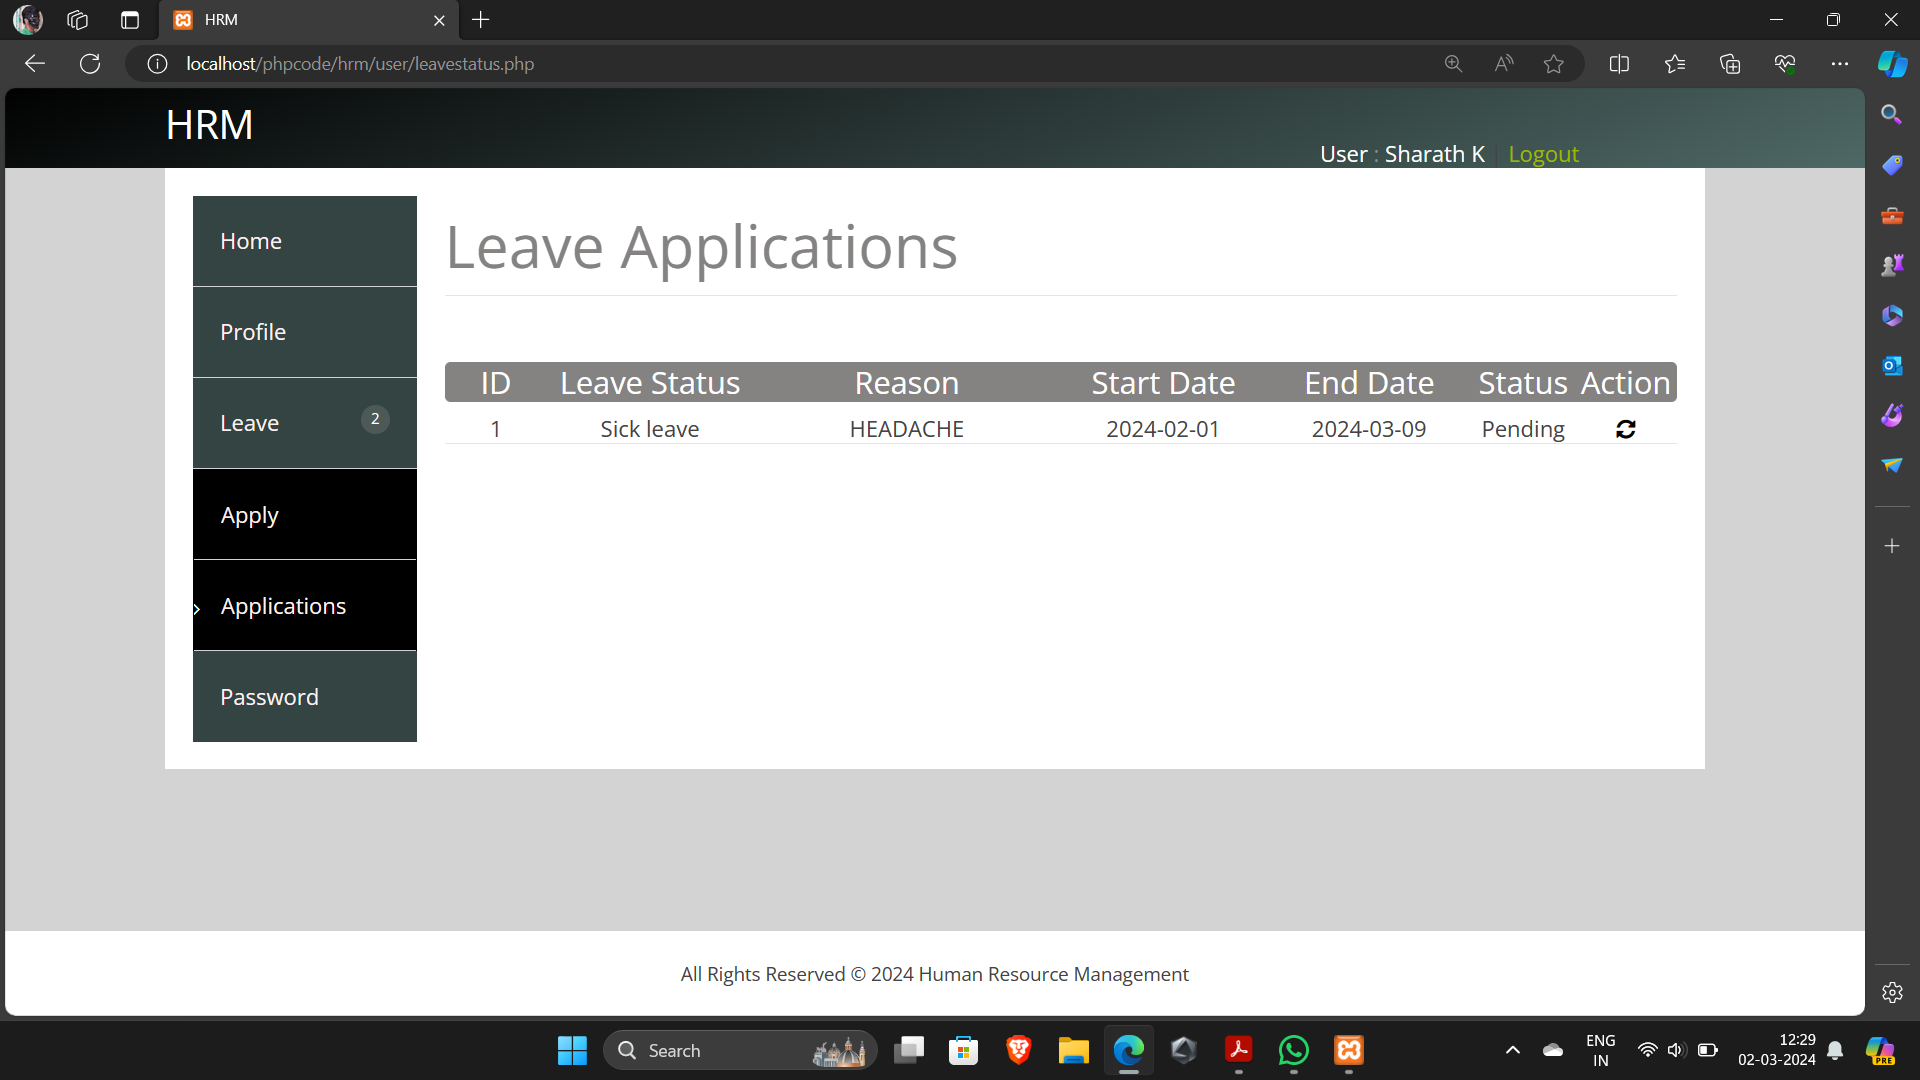 HRM
localhost/phpcode/hrm/user/leavestatus.php
HRM
User : Sharath K Logout
Home
Profile
Leave 2
Apply
Applications
Password
Leave Applications
ID Leave Status Reason Start Date End Date Status Action
1 Sick leave HEADACHE 2024-02-01 2024-03-09 Pending
All Rights Reserved © 2024 Human Resource Management
Search
ENG
IN
12:29
02-03-2024
PRE